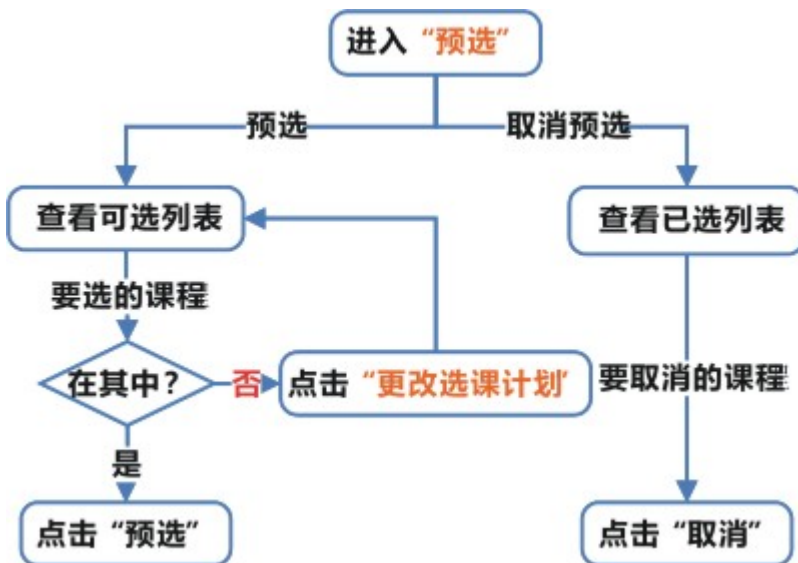 进入“预选”
预选
取消预选
查看可选列表
查看已选列表
要选的课程
在其中？
否
点击“更改选课计划”
要取消的课程
是
点击“预选”
点击“取消”